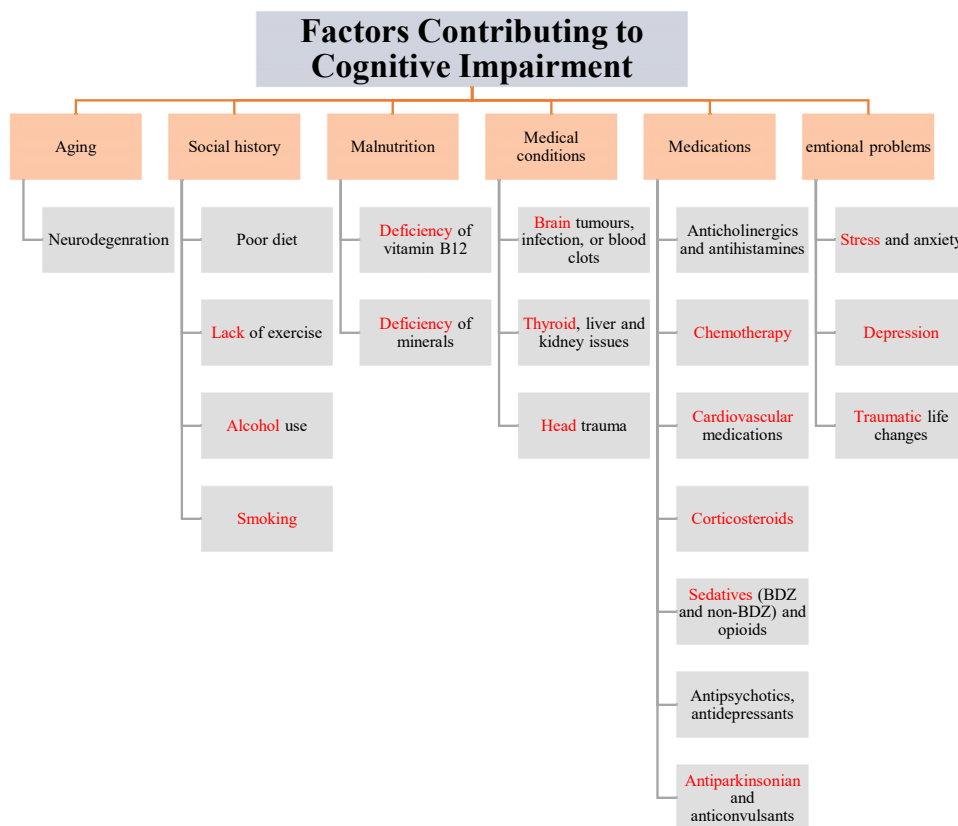 Factors Contributing to
Cognitive Impairment
Aging
Neurodegenration
Social history
Poor diet
Lack of exercise
Alcohol use
Smoking
Malnutrition
Deficiency of
vitamin B12
Deficiency of
minerals
Medical
conditions
Brain tumours,
infection, or blood
clots
Thyroid, liver and
kidney issues
Head trauma
Medications
Anticholinergics
and antihistamines
Chemotherapy
Cardiovascular
medications
Corticosteroids
Sedatives (BDZ
and non-BDZ) and
opioids
Antipsychotics,
antidepressants
Antiparkinsonian
and
anticonvulsants
emtional problems
Stress and anxiety
Depression
Traumatic life
changes